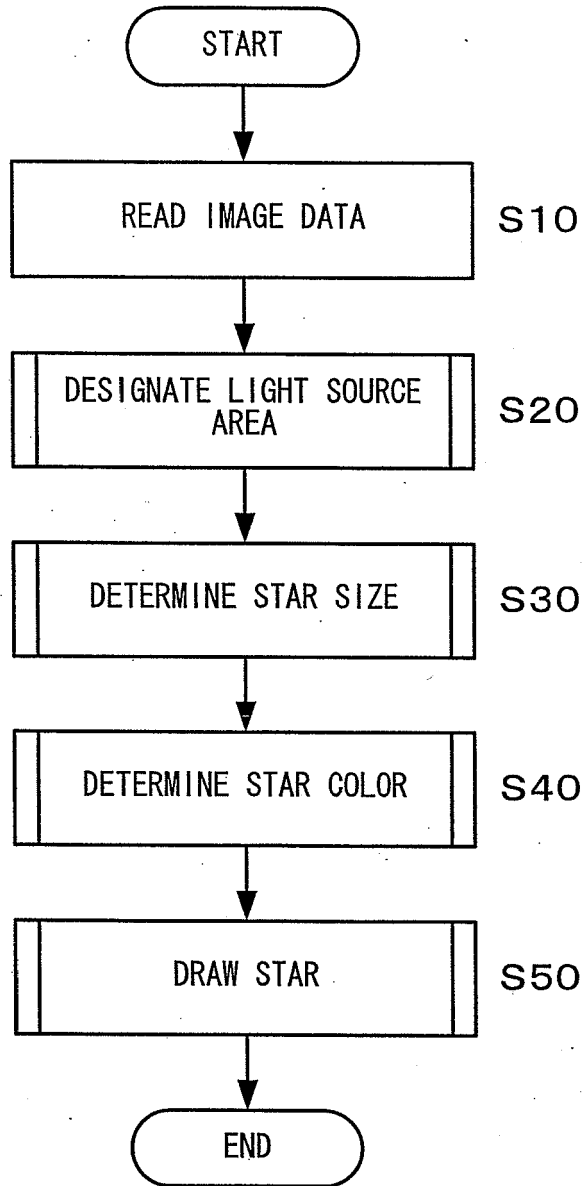 START
READ IMAGE DATA
S10
DESIGNATE LIGHT SOURCE
AREA
S20
DETERMINE STAR SIZE
S30
DETERMINE STAR COLOR
S40
DRAW STAR
S50
END